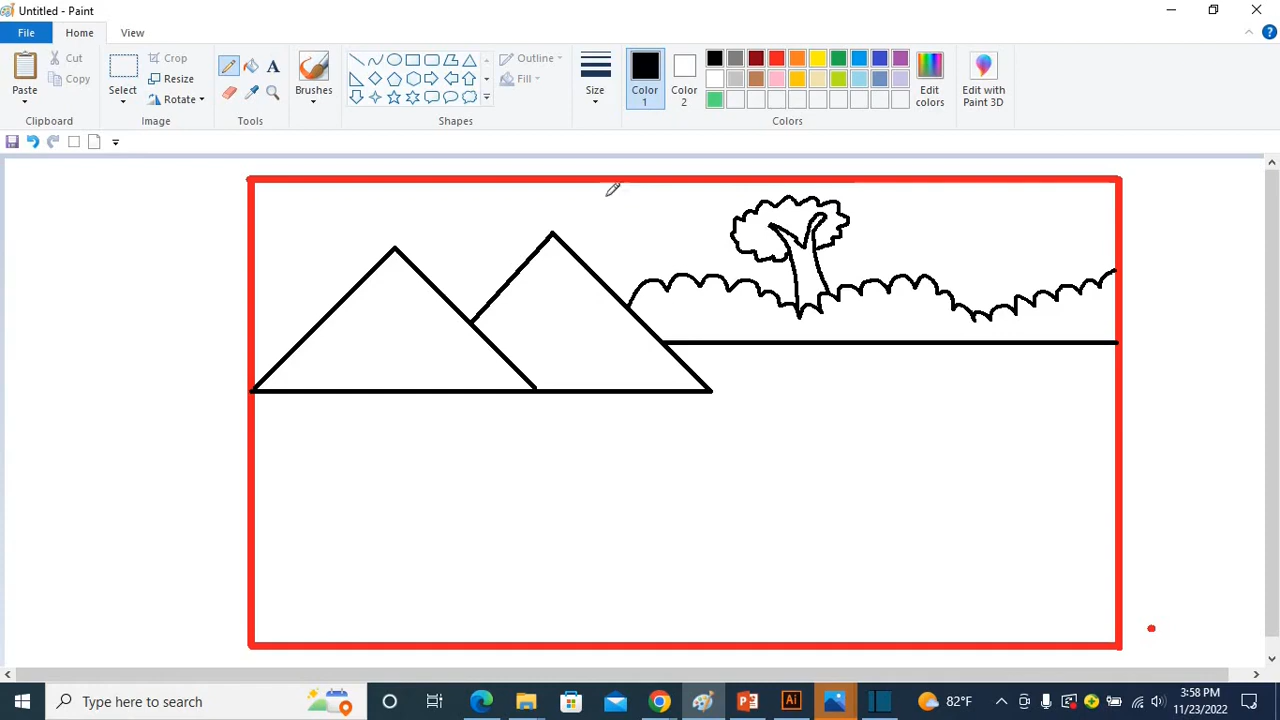 Untitled - Paint
File Home View
Paste
Cut
Copy
Clipboard
Select
Crop
Resize
Rotate
Image
Tools
Brushes
Outline
Fill
Shapes
Size
Color 1
Color 2
Edit colors
Edit with Paint 3D
Colors
Type here to search
82°F
3:58 PM
11/23/2022